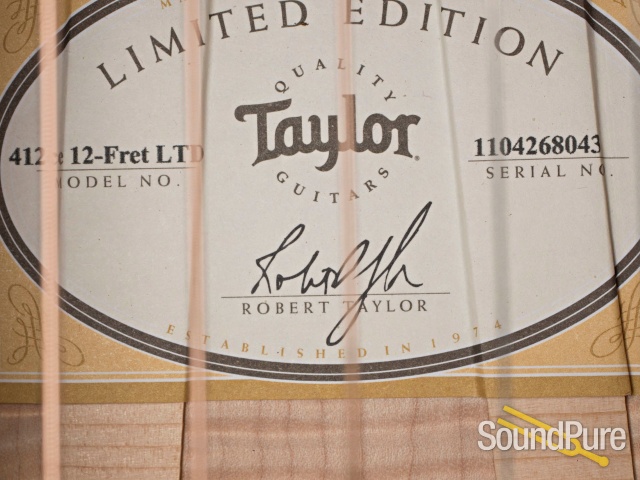 LIMITED EDITION
QUALITY
Taylor
GUITARS
412ce 12-Fret LTD
MODEL NO.
1104268043
SERIAL NO.
ROBERT TAYLOR
ESTABLISHED IN 1974
SoundPure